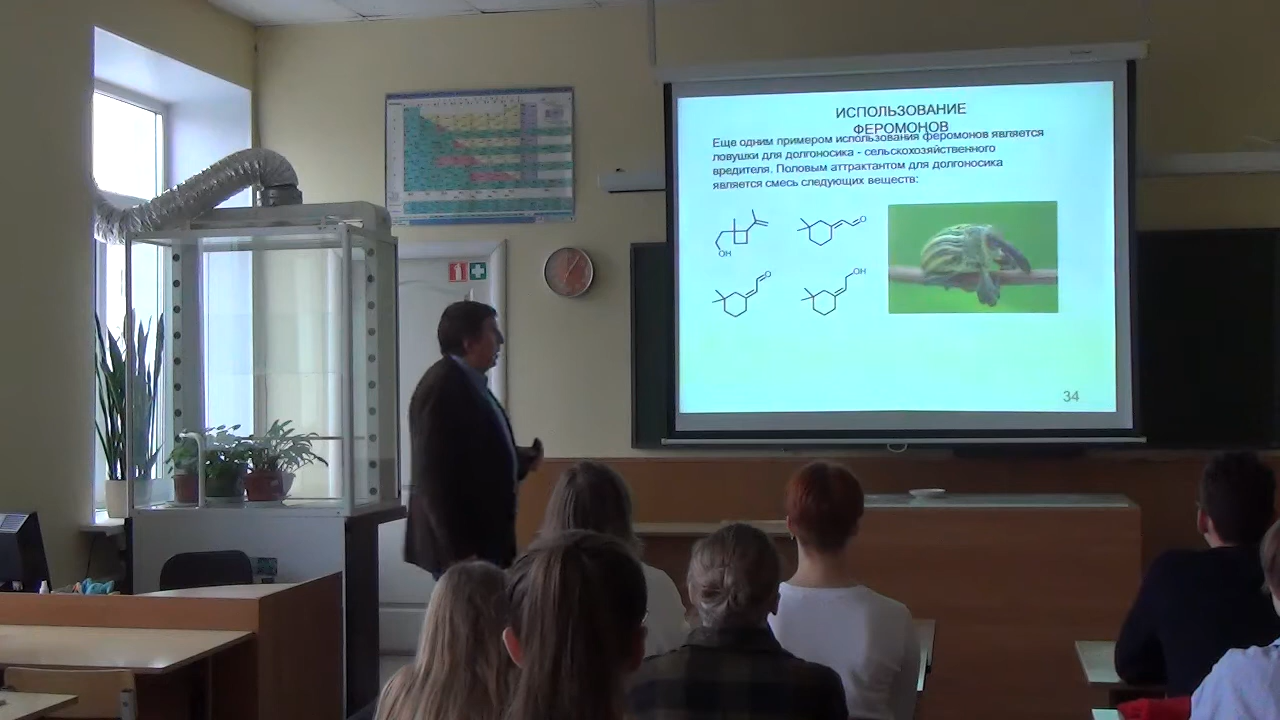 ИСПОЛЬЗОВАНИЕ
ФЕРОМОНОВ
Еще одним примером использования феромонов является
ловушки для долгоносика - сельскохозяйственного
вредителя. Половым аттрактантом для долгоносика
является смесь следующих веществ:
O
OH
O
OH
34